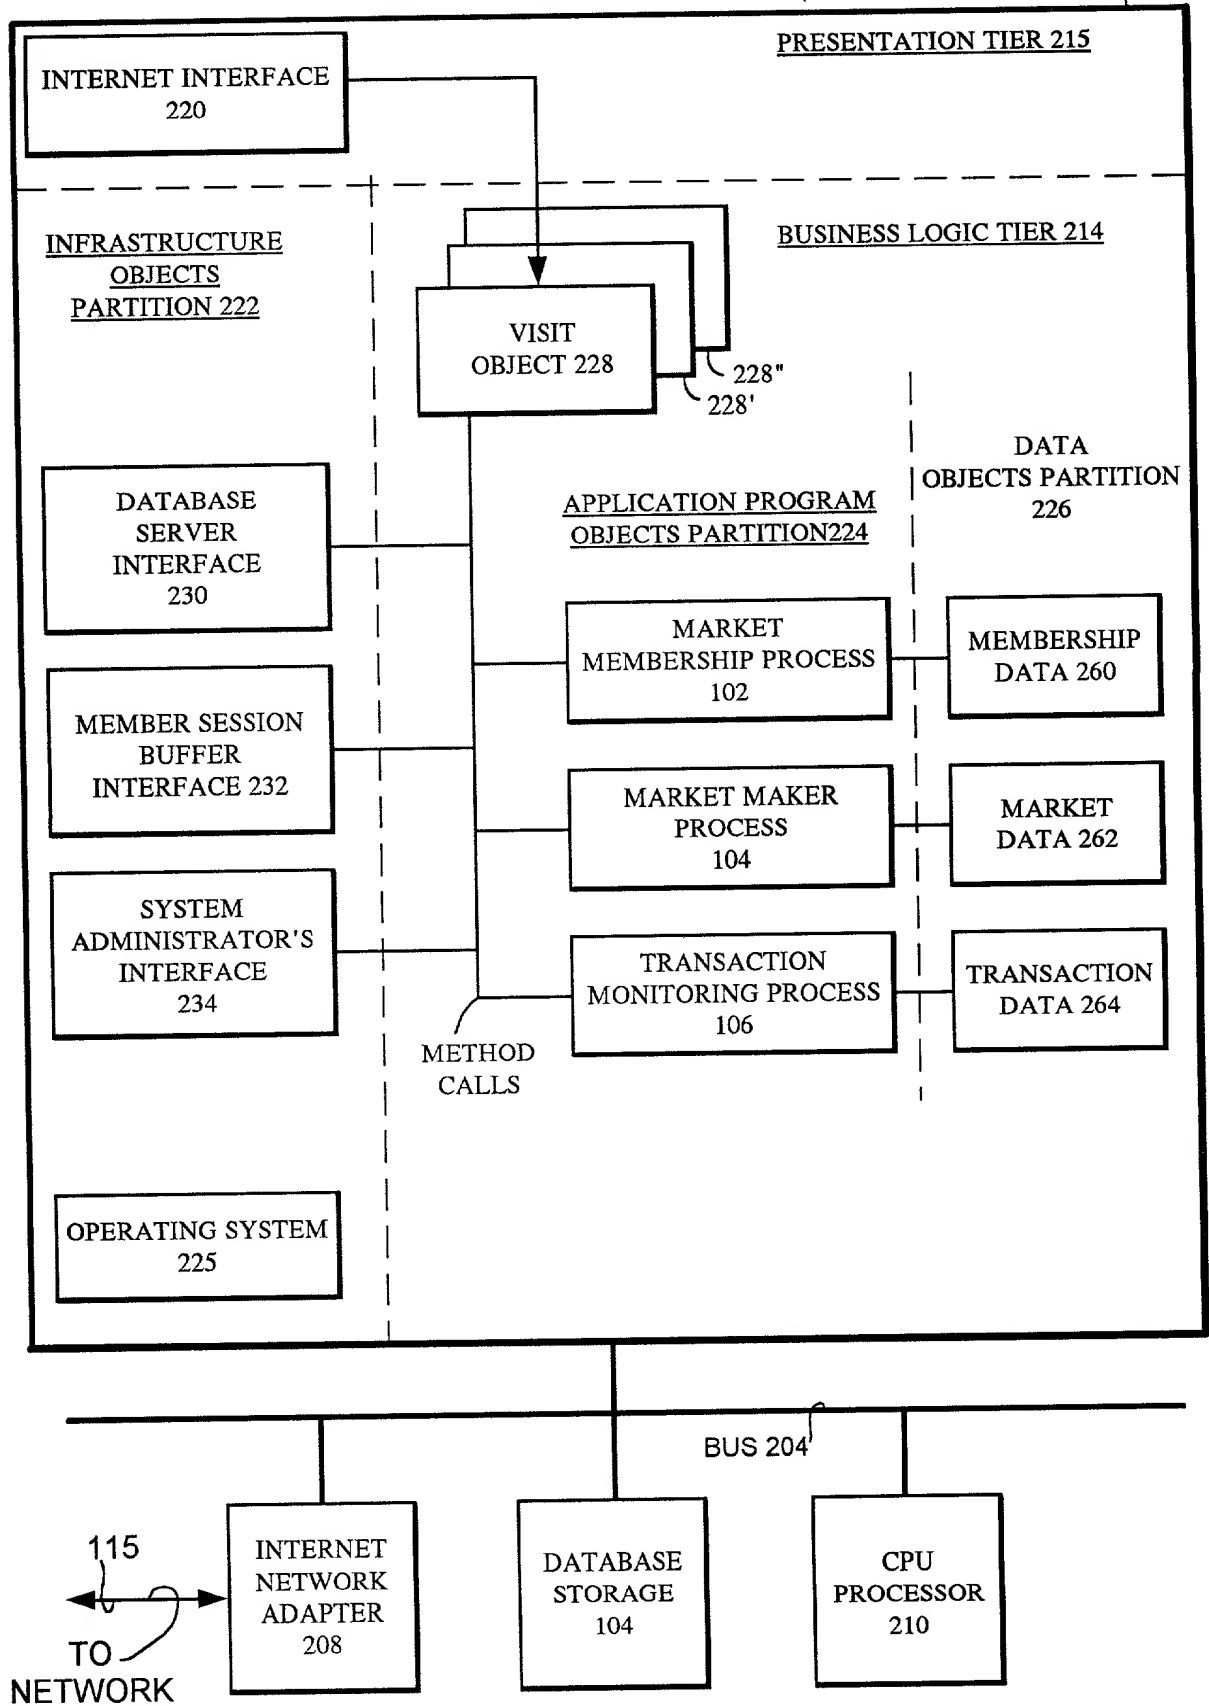 PRESENTATION TIER 215
INTERNET INTERFACE
220
INFRASTRUCTURE
OBJECTS
PARTITION 222
BUSINESS LOGIC TIER 214
VISIT
OBJECT 228
228"
228'
DATA
OBJECTS PARTITION
226
APPLICATION PROGRAM
OBJECTS PARTITION224
DATABASE
SERVER
INTERFACE
230
MARKET
MEMBERSHIP PROCESS
102
MEMBERSHIP
DATA 260
MEMBER SESSION
BUFFER
INTERFACE 232
MARKET MAKER
PROCESS
104
MARKET
DATA 262
SYSTEM
ADMINISTRATOR'S
INTERFACE
234
TRANSACTION
MONITORING PROCESS
106
TRANSACTION
DATA 264
METHOD
CALLS
OPERATING SYSTEM
225
BUS 204
115
TO
NETWORK
INTERNET
NETWORK
ADAPTER
208
DATABASE
STORAGE
104
CPU
PROCESSOR
210